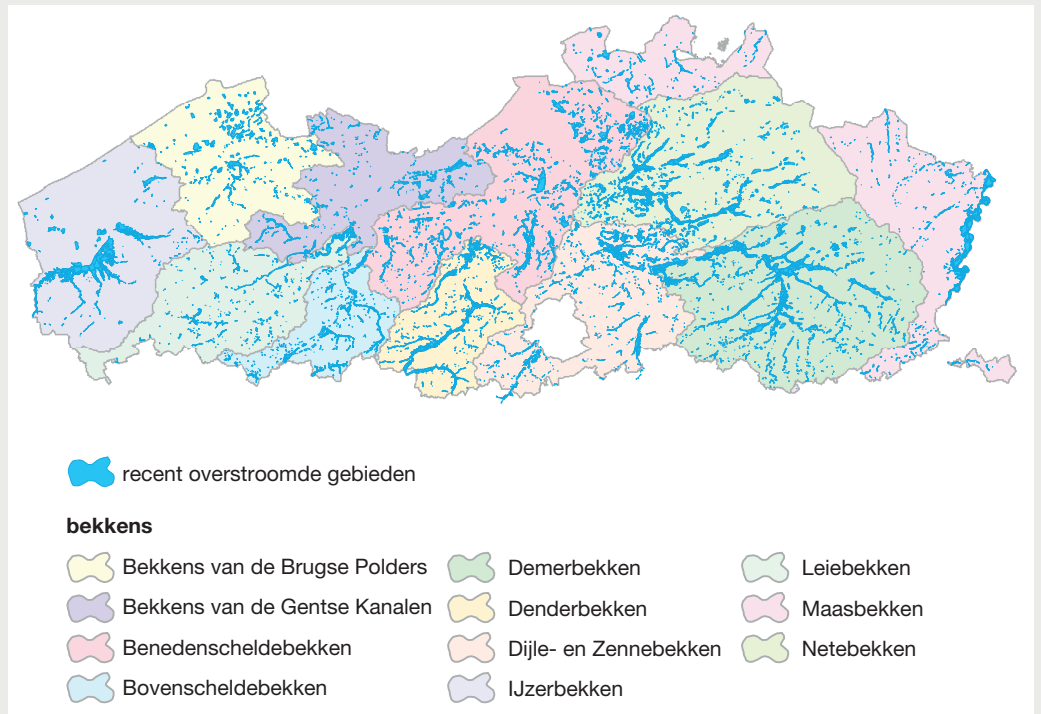 recent overstroomde gebieden
bekkens
Bekkens van de Brugse Polders
Bekkens van de Gentse Kanalen
Benedenscheldebekken
Bovenscheldebekken
Demerbekken
Denderbekken
Dijle- en Zennebekken
IJzerbekken
Leiebekken
Maasbekken
Netebekken